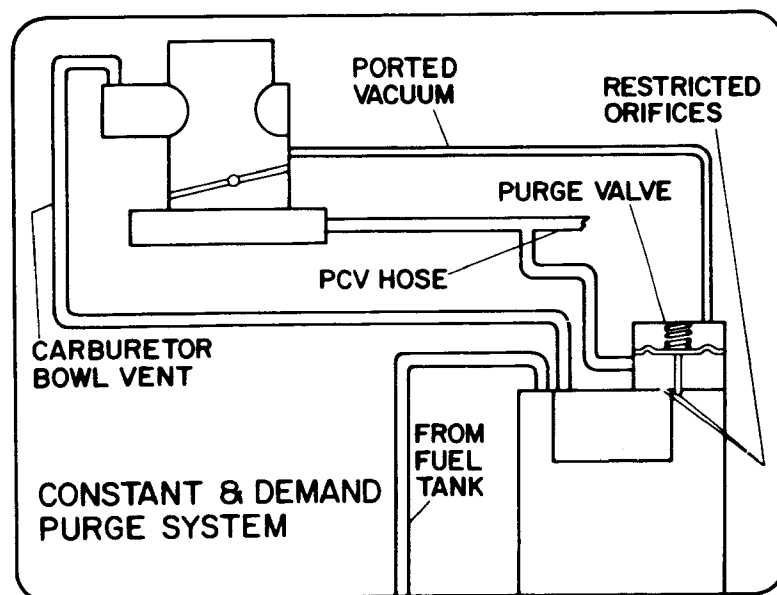 PORTED
VACUUM
RESTRICTED
ORIFICES
PURGE VALVE
PCV HOSE
CARBURETOR
BOWL VENT
FROM
FUEL
TANK
CONSTANT & DEMAND
PURGE SYSTEM